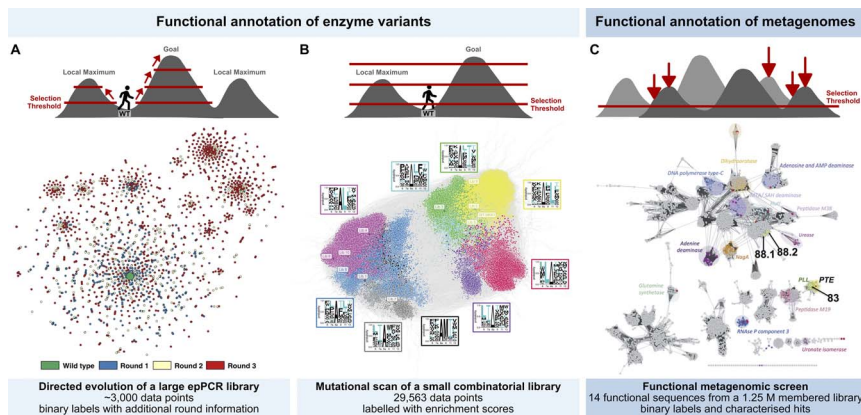 Functional annotation of enzyme variants
Functional annotation of metagenomes
A
Goal
Local Maximum
Local Maximum
Selection
Threshold
WT
Wild type
Round 1
Round 2
Round 3
Directed evolution of a large epPCR library
~3,000 data points
binary labels with additional round information
B
Goal
Local Maximum
Selection
Threshold
WT
Mutational scan of a small combinatorial library
29,563 data points
labelled with enrichment scores
C
Selection
Threshold
Dihydroorotase
DNA polymerase type-C
Adenosine and AMP deaminase
SAH deaminase
Peptidase M38
Urease
88.2
88.1
Adenine
deaminase
NagA
PLL
PTE
83
Glutamine
synthetase
Peptidase M19
RNAse P component 3
Uronate isomerase
Functional metagenomic screen
14 functional sequences from a 1.25 M membered library
binary labels and characterised hits